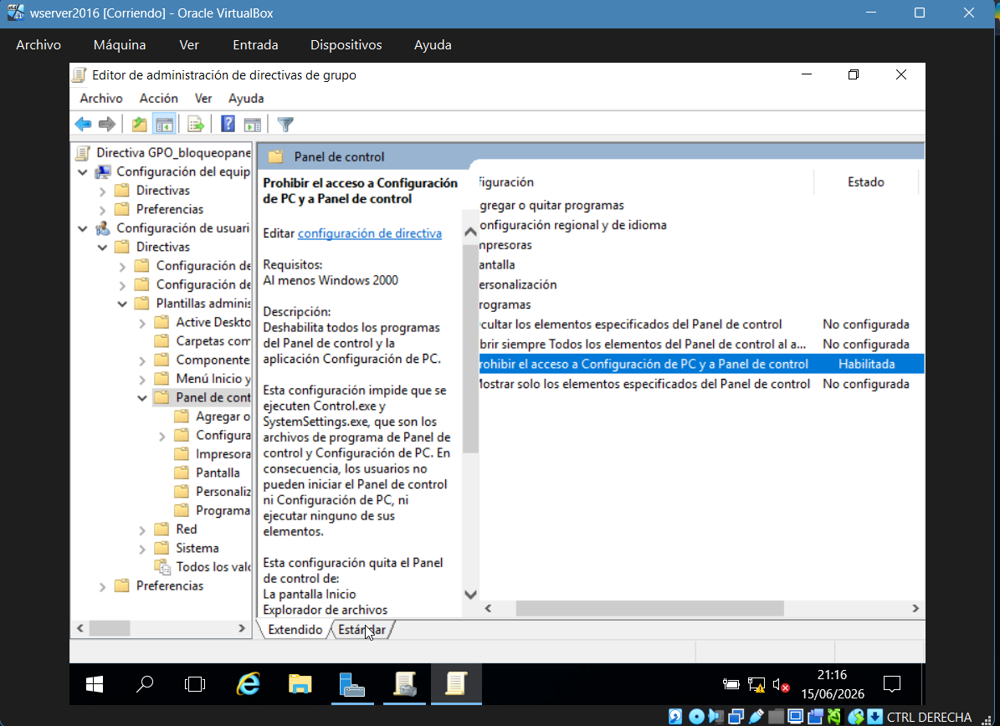 wserver2016 [Corriendo] - Oracle VirtualBox
Archivo Máquina Ver Entrada Dispositivos Ayuda
Editor de administración de directivas de grupo
Archivo Acción Ver Ayuda
Directiva GPO_bloqueopane
Configuración del equip
Directivas
Preferencias
Configuración de usuari
Directivas
Configuración de
Configuración de
Plantillas adminis
Active Deskto
Carpetas com
Componente
Menú Inicio y
Panel de cont
Agregar o
Configura
Impresora
Pantalla
Personaliz
Programa
Red
Sistema
Todos los valo
Preferencias
Panel de control
Prohibir el acceso a Configuración
de PC y a Panel de control
Editar configuración de directiva
Requisitos:
Al menos Windows 2000
Descripción:
Deshabilita todos los programas
del Panel de control y la
aplicación Configuración de PC.
Esta configuración impide que se
ejecuten Control.exe y
SystemSettings.exe, que son los
archivos de programa de Panel de
control y Configuración de PC. En
consecuencia, los usuarios no
pueden iniciar el Panel de control
ni Configuración de PC, ni
ejecutar ninguno de sus
elementos.
Esta configuración quita el Panel
de control de:
La pantalla Inicio
Explorador de archivos
figuración Estado
gregar o quitar programas
onfiguración regional y de idioma
mpresoras
antalla
ersonalización
rogramas
cultar los elementos especificados del Panel de control No configurada
brir siempre Todos los elementos del Panel de control al a... No configurada
rohibir el acceso a Configuración de PC y a Panel de control Habilitada
Mostrar solo los elementos especificados del Panel de control No configurada
Extendido Estándar
21:16
15/06/2026
CTRL DERECHA